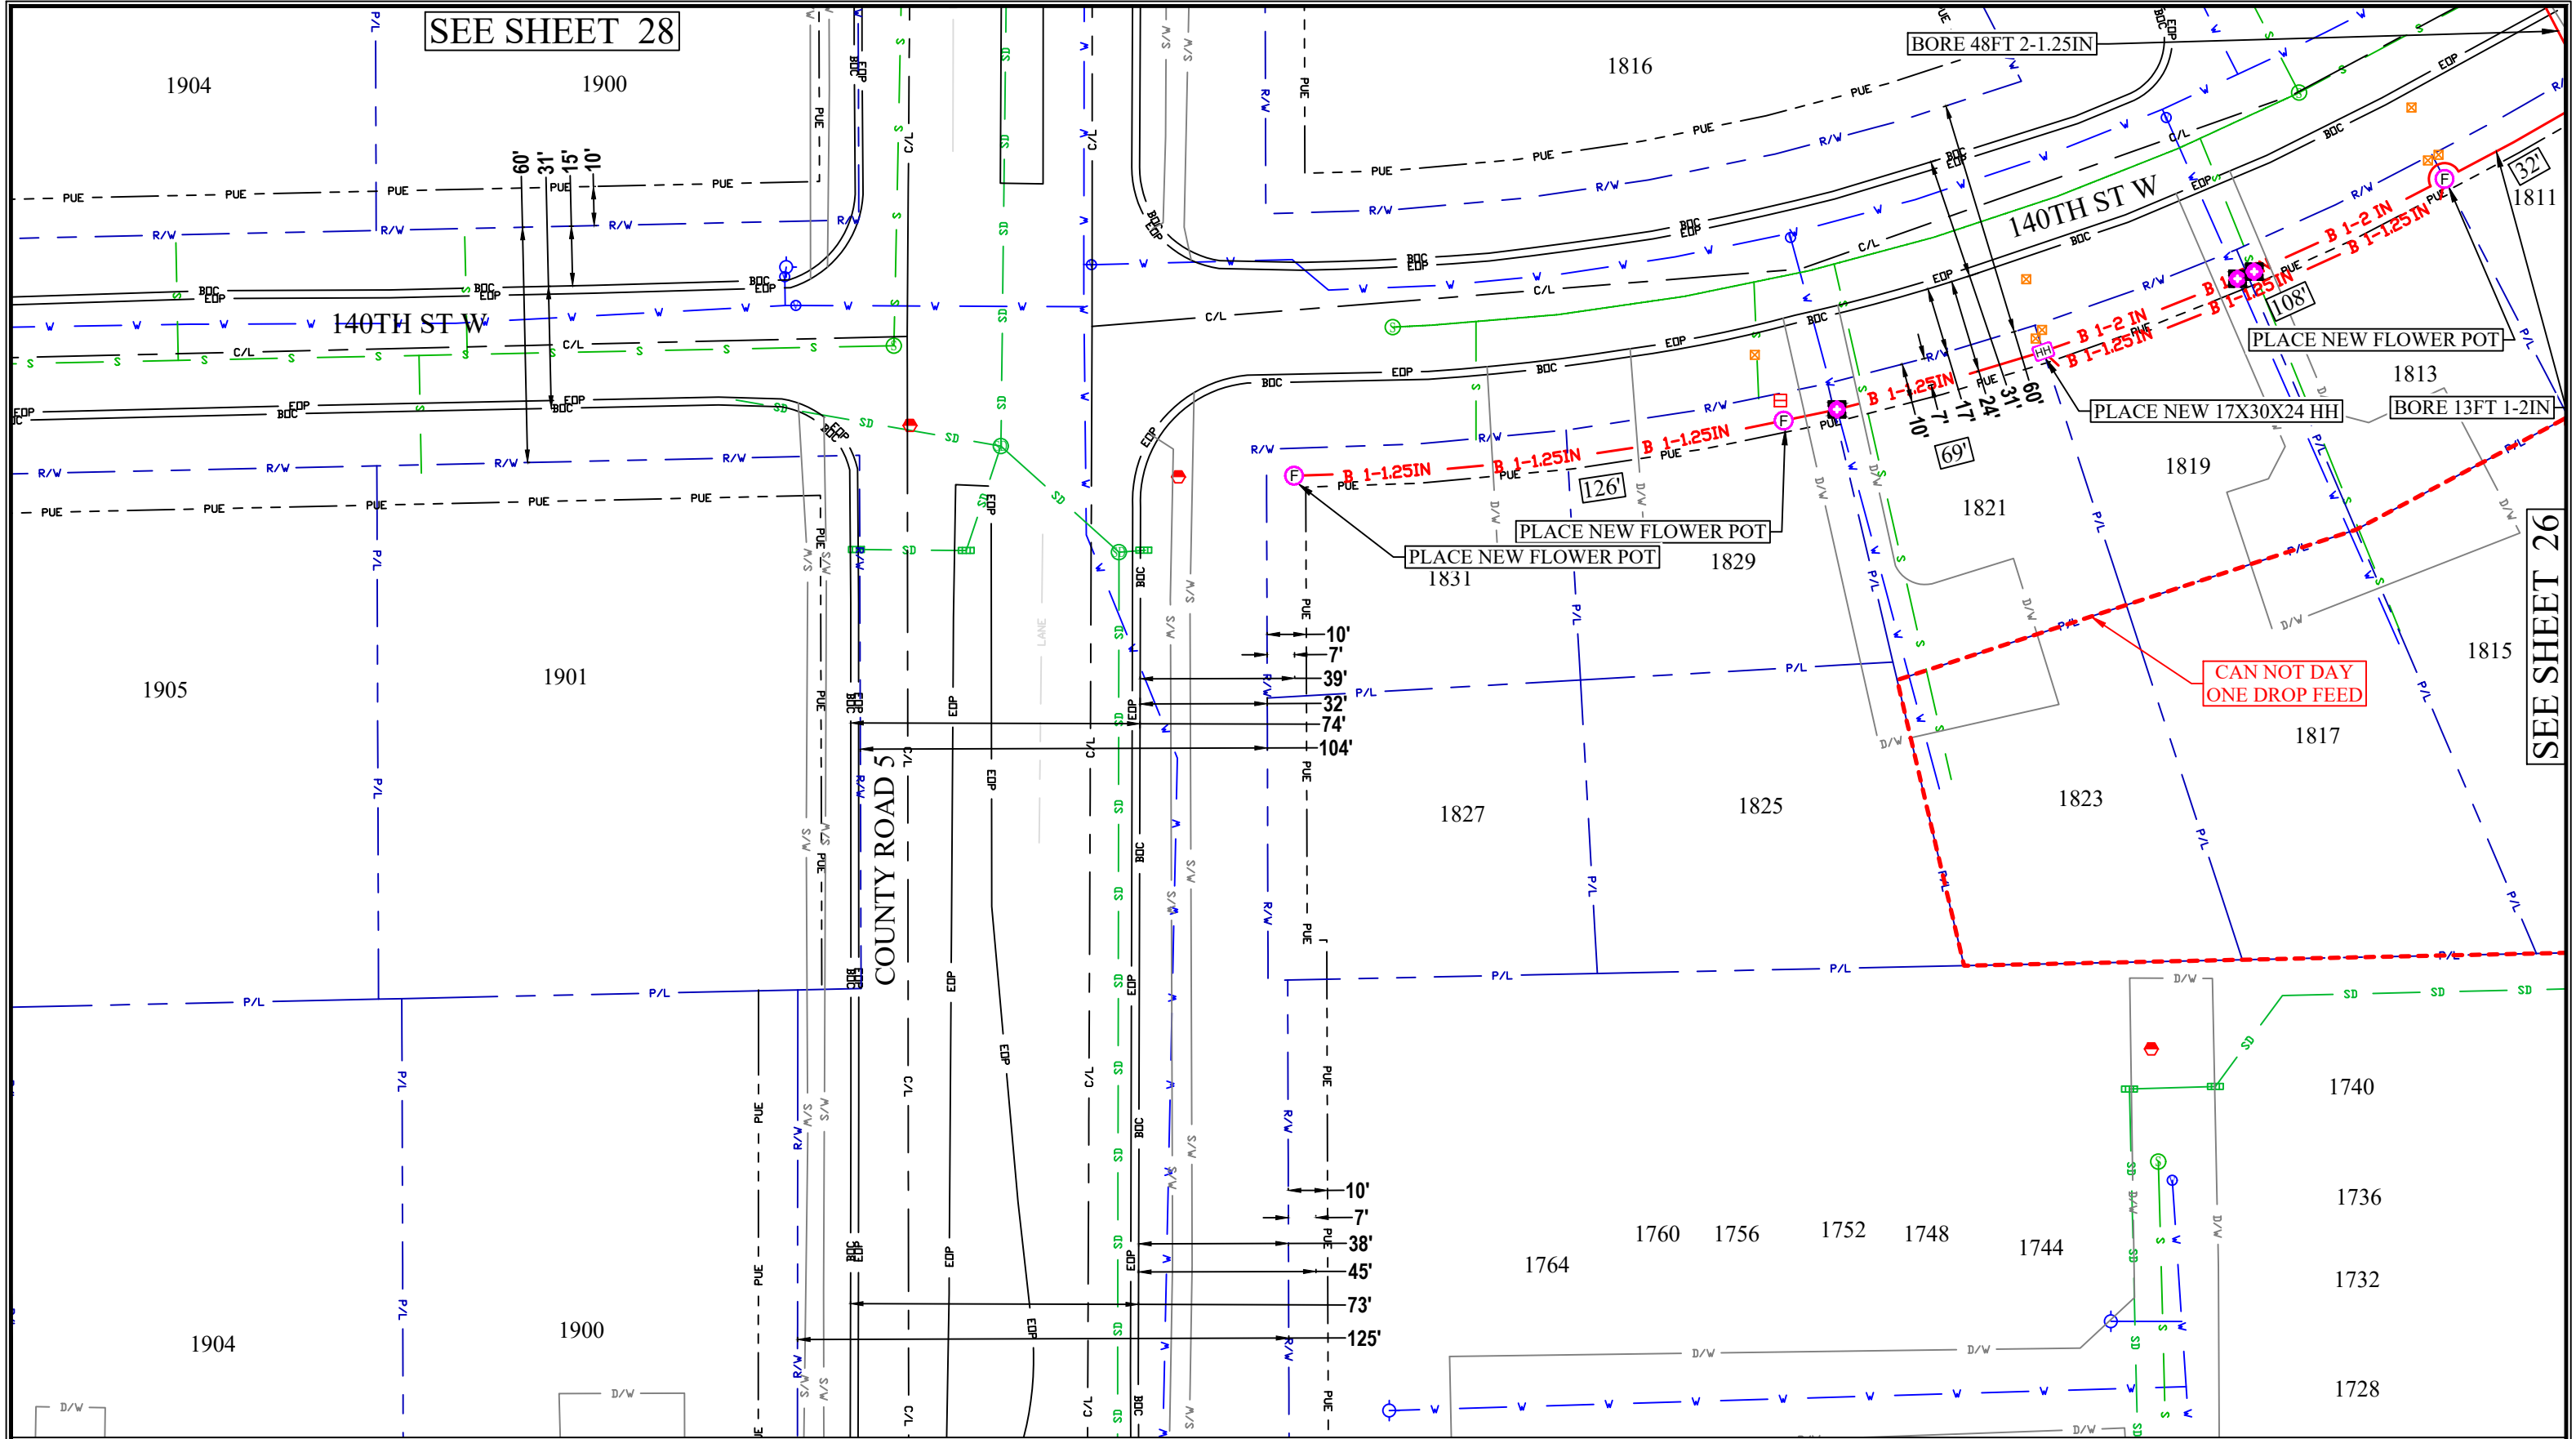 SEE SHEET 28
BORE 48FT 2-1.25IN
1904
1900
1816
60'
31'
15'
10'
PUE
R/W
P/L
BOC
EOP
C/L
S/W
SD
S
W
140TH ST W
140TH ST W
32'
1811
B 1-2 IN
B 1-1.25IN
108'
PLACE NEW FLOWER POT
1813
PLACE NEW 17X30X24 HH
BORE 13FT 1-2IN
HH
F
B 1-2 IN
B 1-1.25IN
B 1-1.25IN
60'
31'
24'
17'
7'
10'
69'
1819
1821
B 1-1.25IN
B 1-1.25IN
B 1-1.25IN
126'
PLACE NEW FLOWER POT
PLACE NEW FLOWER POT
1831
1829
D/W
SEE SHEET 26
LANE
10'
7'
39'
32'
74'
104'
1905
1901
1815
CAN NOT DAY
ONE DROP FEED
1817
COUNTY ROAD 5
1827
1825
1823
1740
10'
7'
38'
45'
73'
125'
1736
1764
1760
1756
1752
1748
1744
1732
1904
1900
1728